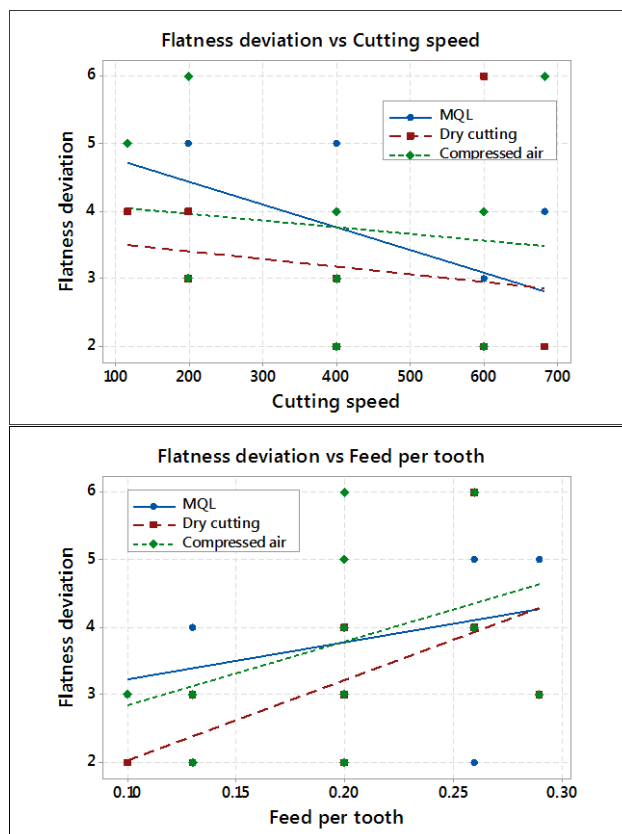 Flatness deviation vs Cutting speed
6
5
4
3
2
Flatness deviation
MQL
Dry cutting
Compressed air
100 200 300 400 500 600 700
Cutting speed
Flatness deviation vs Feed per tooth
6
5
4
3
2
Flatness deviation
MQL
Dry cutting
Compressed air
0.10 0.15 0.20 0.25 0.30
Feed per tooth